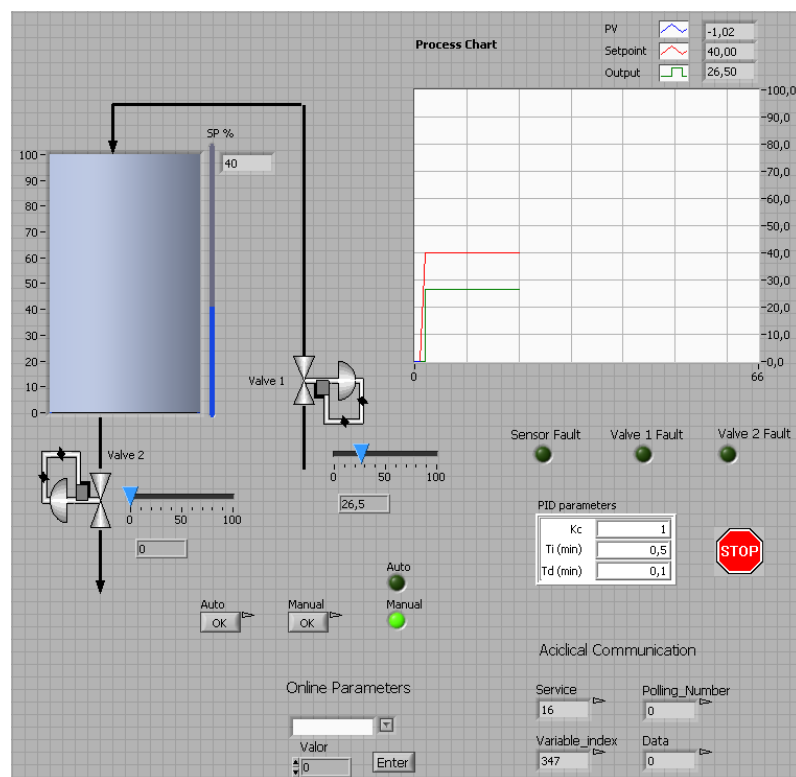 PV -1,02
Process Chart
Setpoint 40,00
Output 26,50
100,0
90,0
80,0
70,0
60,0
50,0
40,0
30,0
20,0
10,0
0,0
0 66
SP %
40
100
90
80
70
60
50
40
30
20
10
0
Valve 1
0 50 100
26,5
Valve 2
0 50 100
0
Sensor Fault Valve 1 Fault Valve 2 Fault
PID parameters
Kc 1
Ti (min) 0,5
Td (min) 0,1
STOP
Auto
Manual
Auto Manual
OK OK
Aciclical Communication
Service Polling_Number
16 0
Variable_index Data
347 0
Online Parameters
Valor
0
Enter